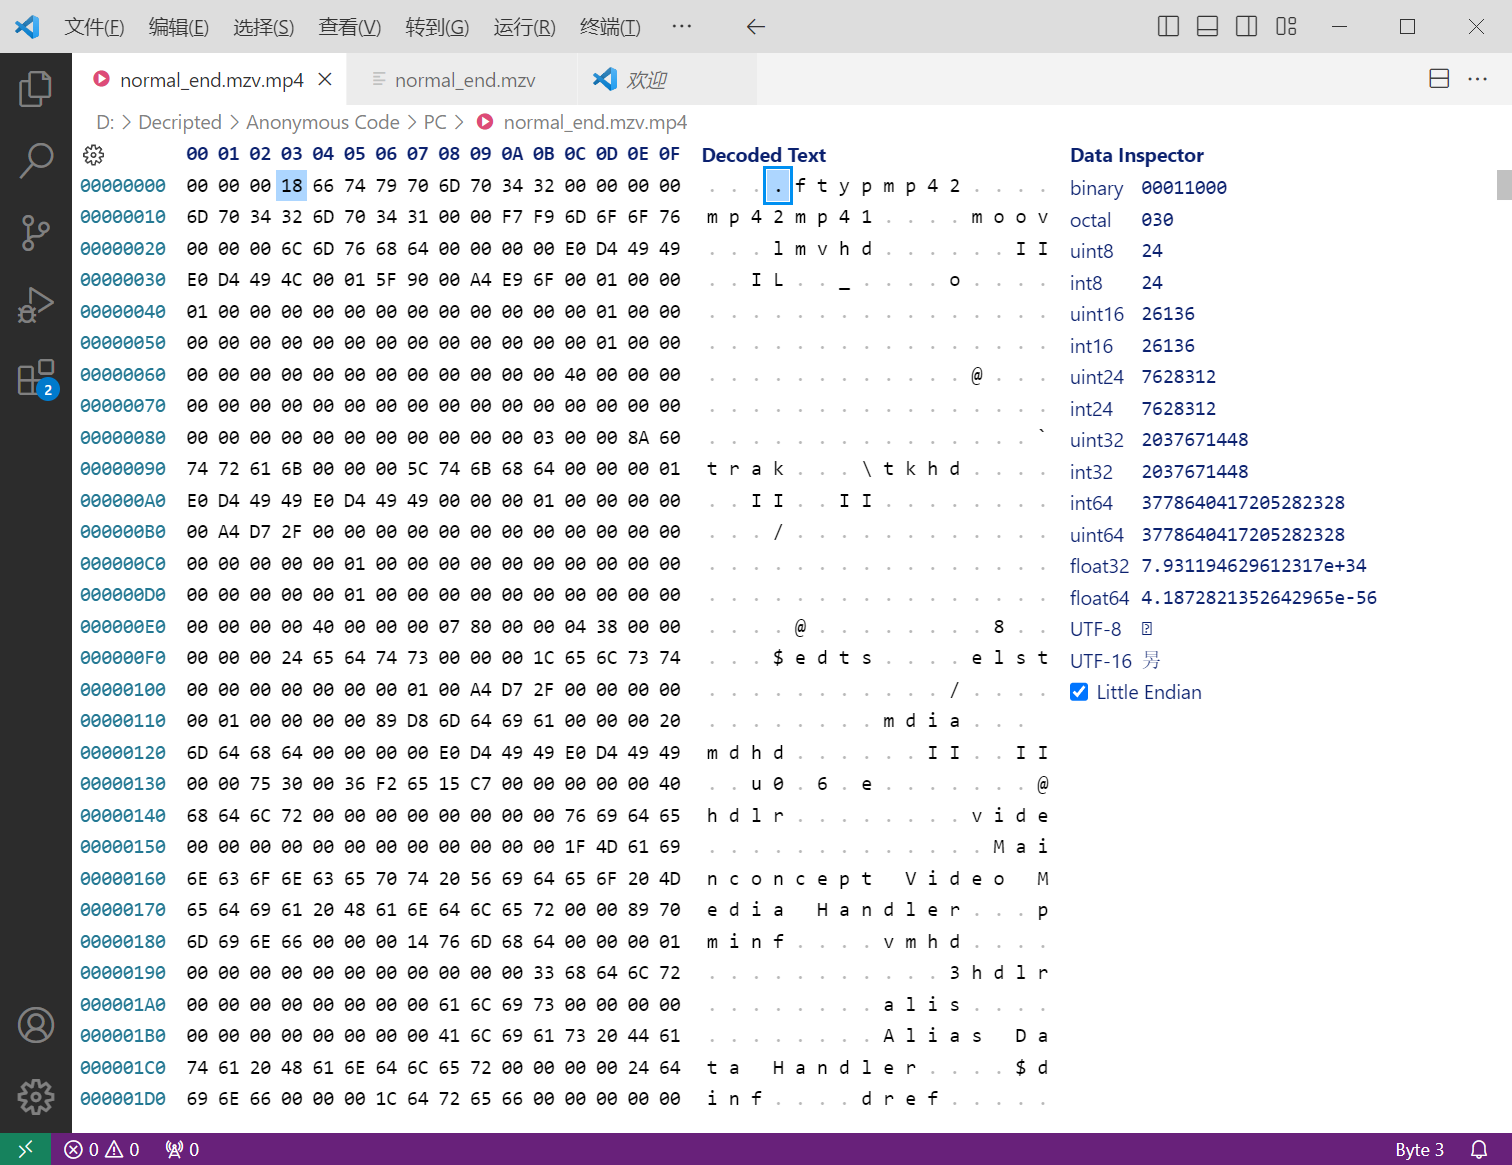 文件(F) 编辑(E) 选择(S) 查看(V) 转到(G) 运行(R) 终端(T) ···
normal_end.mzv.mp4 normal_end.mzv 欢迎 ···
D: > Decripted > Anonymous Code > PC > normal_end.mzv.mp4
00 01 02 03 04 05 06 07 08 09 0A 0B 0C 0D 0E 0F Decoded Text Data Inspector
00000000 00 00 00 18 66 74 79 70 6D 70 34 32 00 00 00 00 . . . . f t y p m p 4 2 . . . . binary 00011000
00000010 6D 70 34 32 6D 70 34 31 00 00 F7 F9 6D 6F 6F 76 m p 4 2 m p 4 1 . . . . m o o v octal 030
00000020 00 00 00 6C 6D 76 68 64 00 00 00 00 E0 D4 49 49 . . . l m v h d . . . . . . I I uint8 24
00000030 E0 D4 49 4C 00 01 5F 90 00 A4 E9 6F 00 01 00 00 . . I L . . _ . . . . o . . . . int8 24
00000040 01 00 00 00 00 00 00 00 00 00 00 00 00 01 00 00 . . . . . . . . . . . . . . . . uint16 26136
00000050 00 00 00 00 00 00 00 00 00 00 00 00 00 01 00 00 . . . . . . . . . . . . . . . . int16 26136
00000060 00 00 00 00 00 00 00 00 00 00 00 00 40 00 00 00 . . . . . . . . . . . . @ . . . uint24 7628312
00000070 00 00 00 00 00 00 00 00 00 00 00 00 00 00 00 00 . . . . . . . . . . . . . . . . int24 7628312
00000080 00 00 00 00 00 00 00 00 00 00 00 03 00 00 8A 60 . . . . . . . . . . . . . . . ` uint32 2037671448
00000090 74 72 61 6B 00 00 00 5C 74 6B 68 64 00 00 00 01 t r a k . . . \ t k h d . . . . int32 2037671448
000000A0 E0 D4 49 49 E0 D4 49 49 00 00 00 01 00 00 00 00 . . I I . . I I . . . . . . . . int64 3778640417205282328
000000B0 00 A4 D7 2F 00 00 00 00 00 00 00 00 00 00 00 00 . . . / . . . . . . . . . . . . uint64 3778640417205282328
000000C0 00 00 00 00 00 01 00 00 00 00 00 00 00 00 00 00 . . . . . . . . . . . . . . . . float32 7.931194629612317e+34
000000D0 00 00 00 00 00 01 00 00 00 00 00 00 00 00 00 00 . . . . . . . . . . . . . . . . float64 4.1872821352642965e-56
000000E0 00 00 00 00 40 00 00 00 07 80 00 00 04 38 00 00 . . . . @ . . . . . . . . 8 . . UTF-8
000000F0 00 00 00 24 65 64 74 73 00 00 00 1C 65 6C 73 74 . . . $ e d t s . . . . e l s t UTF-16
00000100 00 00 00 00 00 00 00 01 00 A4 D7 2F 00 00 00 00 . . . . . . . . . . . / . . . . Little Endian
00000110 00 01 00 00 00 00 89 D8 6D 64 69 61 00 00 00 20 . . . . . . . . m d i a . . .
00000120 6D 64 68 64 00 00 00 00 E0 D4 49 49 E0 D4 49 49 m d h d . . . . . . I I . . I I
00000130 00 00 75 30 00 36 F2 65 15 C7 00 00 00 00 00 40 . . u 0 . 6 . e . . . . . . . @
00000140 68 64 6C 72 00 00 00 00 00 00 00 00 76 69 64 65 h d l r . . . . . . . . v i d e
00000150 00 00 00 00 00 00 00 00 00 00 00 00 1F 4D 61 69 . . . . . . . . . . . . . M a i
00000160 6E 63 6F 6E 63 65 70 74 20 56 69 64 65 6F 20 4D n c o n c e p t V i d e o M
00000170 65 64 69 61 20 48 61 6E 64 6C 65 72 00 00 89 70 e d i a H a n d l e r . . . p
00000180 6D 69 6E 66 00 00 00 14 76 6D 68 64 00 00 00 01 m i n f . . . . v m h d . . . .
00000190 00 00 00 00 00 00 00 00 00 00 00 33 68 64 6C 72 . . . . . . . . . . . 3 h d l r
000001A0 00 00 00 00 00 00 00 00 61 6C 69 73 00 00 00 00 . . . . . . . . a l i s . . . .
000001B0 00 00 00 00 00 00 00 00 41 6C 69 61 73 20 44 61 . . . . . . . . A l i a s D a
000001C0 74 61 20 48 61 6E 64 6C 65 72 00 00 00 00 24 64 t a H a n d l e r . . . . $ d
000001D0 69 6E 66 00 00 00 1C 64 72 65 66 00 00 00 00 00 i n f . . . . d r e f . . . . .
2
0 0 0 Byte 3